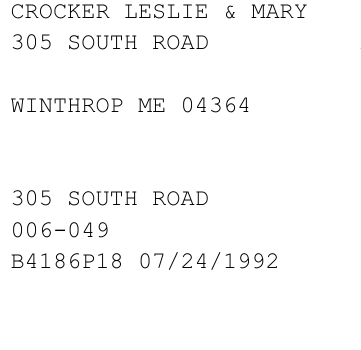 CROCKER LESLIE & MARY
305 SOUTH ROAD
WINTHROP ME 04364
305 SOUTH ROAD
006-049
B4186P18 07/24/1992